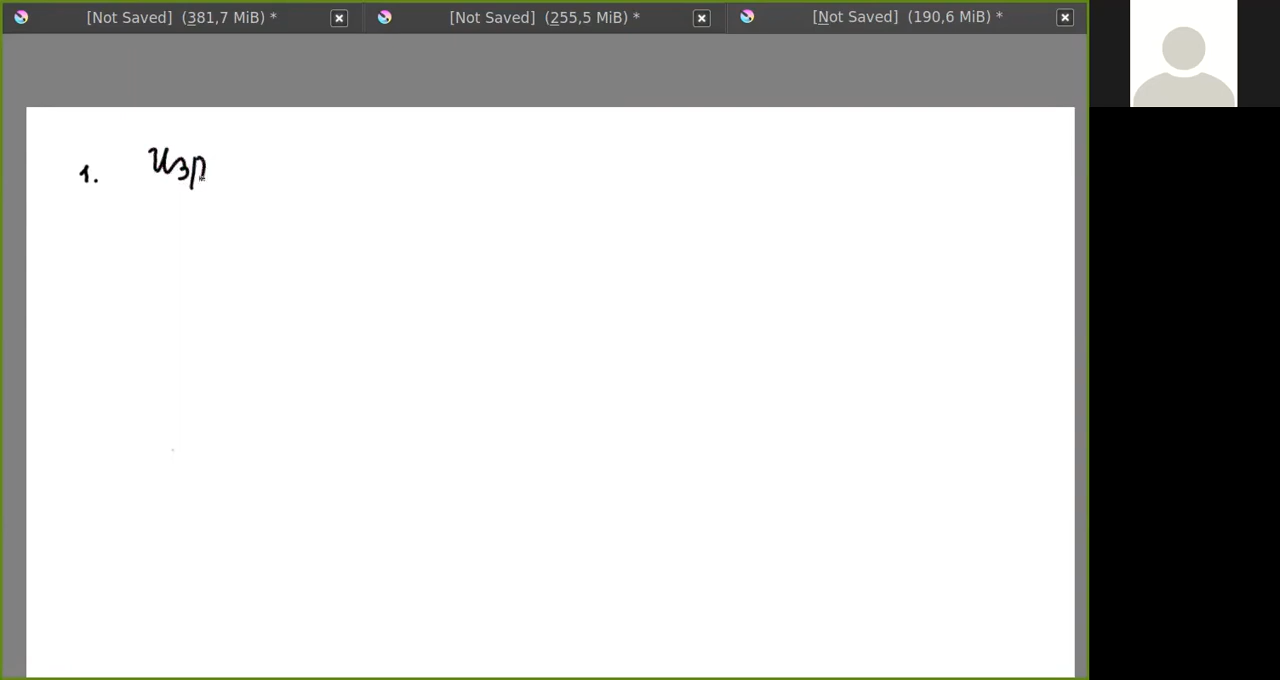 [Not Saved] (381,7 MiB) *
[Not Saved] (255,5 MiB) *
[Not Saved] (190,6 MiB) *
1. Изр